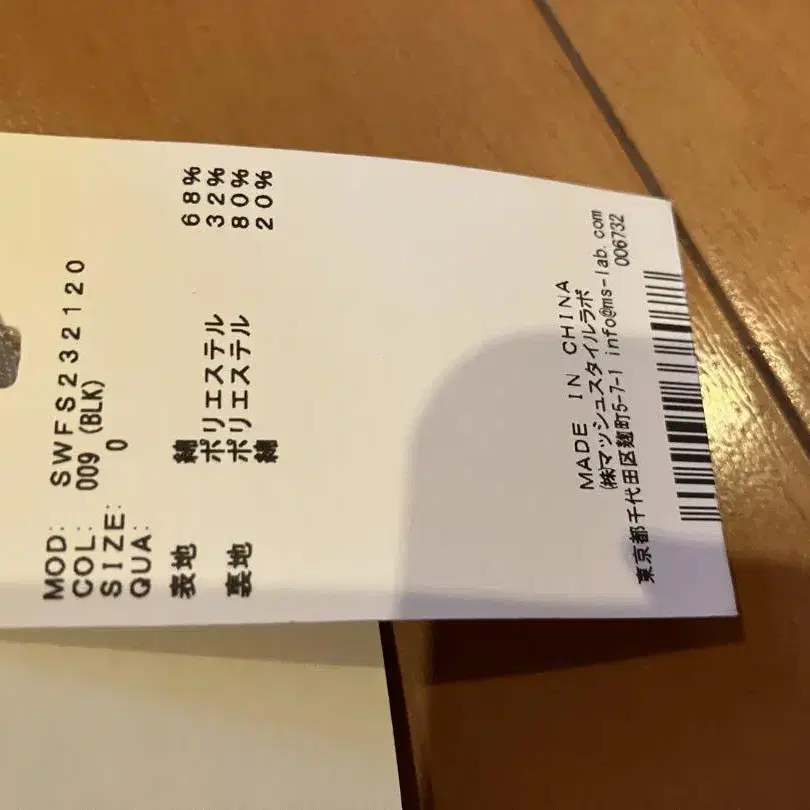 MOD: SWFS232120
COL: 009 (BLK)
SIZE: 0
QUA:
表地 綿 68%
ポリエステル 32%
裏地 ポリエステル 80%
綿 20%
MADE IN CHINA
(株)マッシュスタイルラボ
東京都千代田区麹町5-7-1 info@ms-lab.com
006732